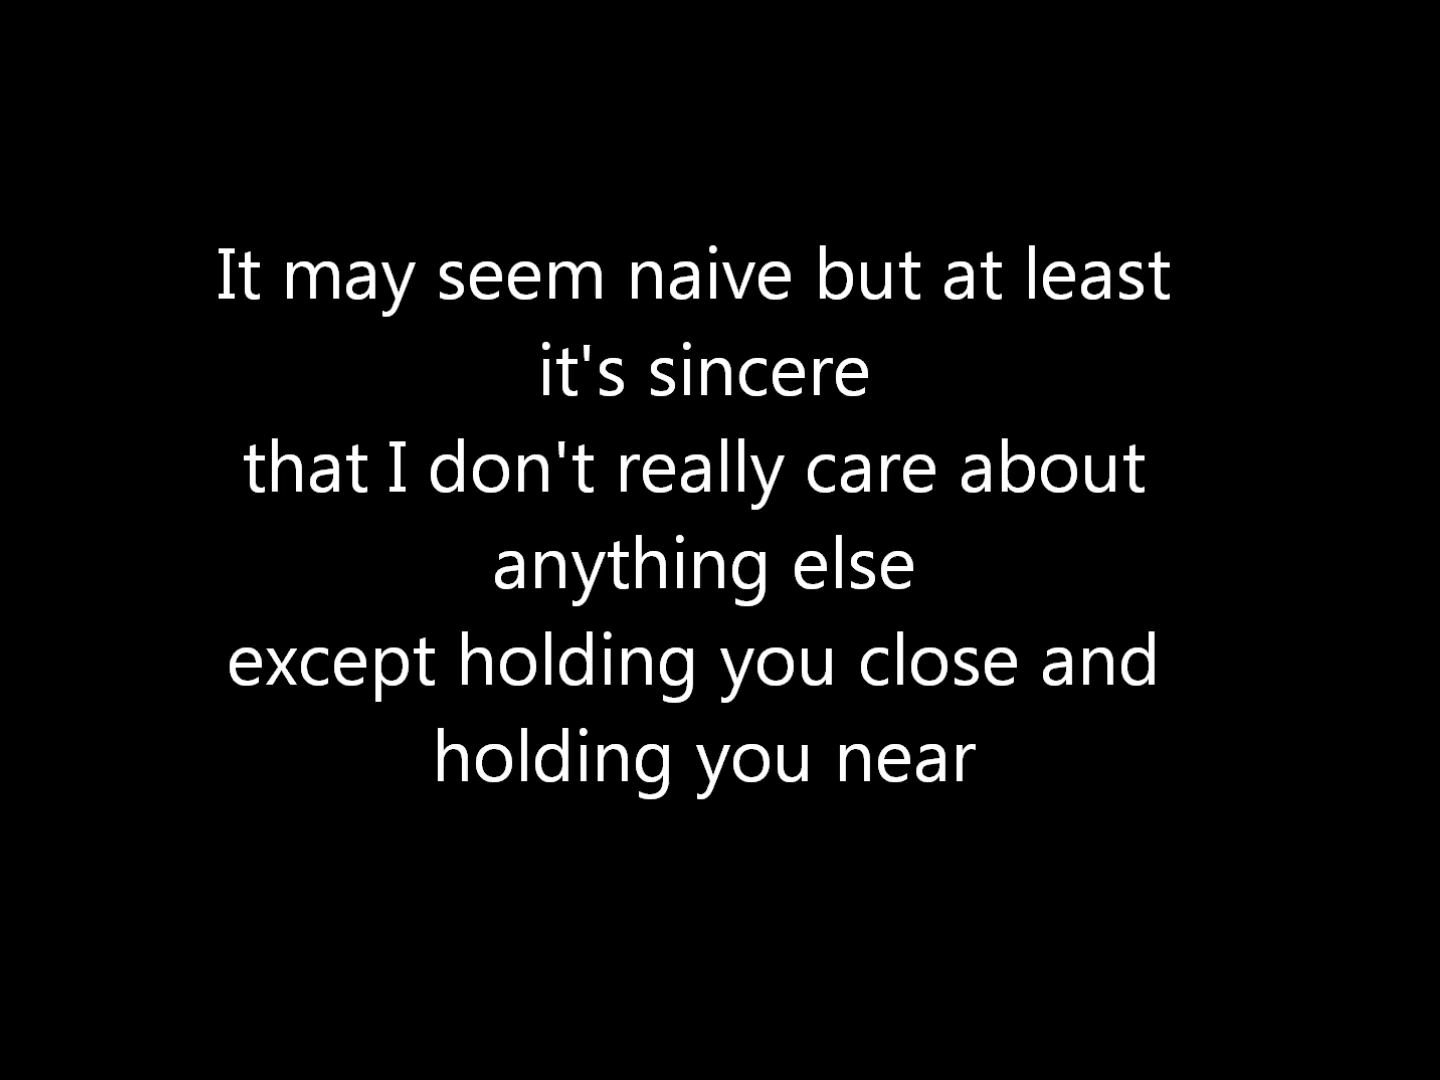 It may seem naive but at least
it's sincere
that I don't really care about
anything else
except holding you close and
holding you near